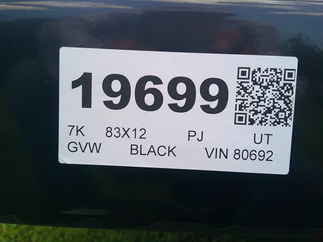 19699
7K 83X12 PJ UT
GVW BLACK VIN 80692